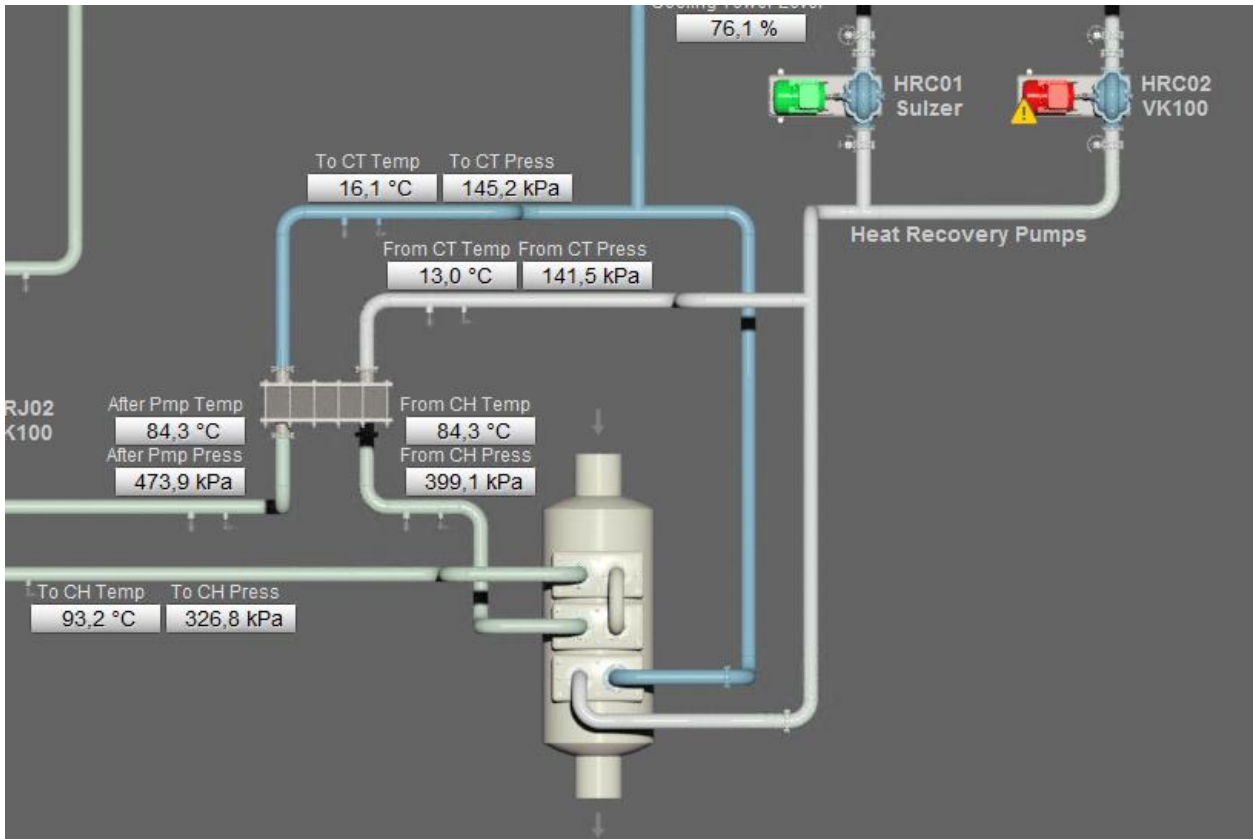 Cooling Tower Level
76,1 %
HRC01
Sulzer
HRC02
VK100
To CT Temp To CT Press
16,1 °C 145,2 kPa
Heat Recovery Pumps
From CT Temp From CT Press
13,0 °C 141,5 kPa
RJ02
K100
After Pmp Temp
84,3 °C
After Pmp Press
473,9 kPa
From CH Temp
84,3 °C
From CH Press
399,1 kPa
To CH Temp To CH Press
93,2 °C 326,8 kPa